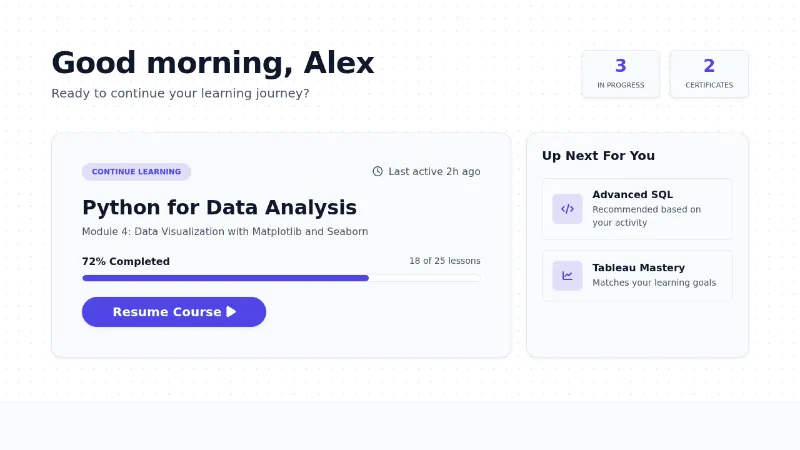 Good morning, Alex
Ready to continue your learning journey?
3
IN PROGRESS
2
CERTIFICATES
CONTINUE LEARNING
Last active 2h ago
Python for Data Analysis
Module 4: Data Visualization with Matplotlib and Seaborn
72% Completed
18 of 25 lessons
Resume Course
Up Next For You
Advanced SQL
Recommended based on
your activity
Tableau Mastery
Matches your learning goals